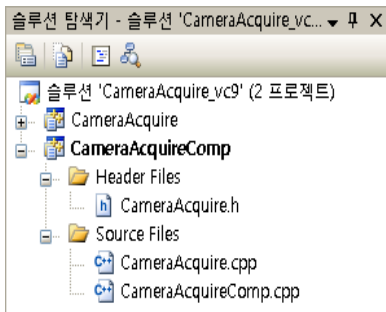 솔루션 탐색기 - 솔루션 'CameraAcquire_vc...
솔루션 'CameraAcquire_vc9' (2 프로젝트)
CameraAcquire
CameraAcquireComp
Header Files
CameraAcquire.h
Source Files
CameraAcquire.cpp
CameraAcquireComp.cpp